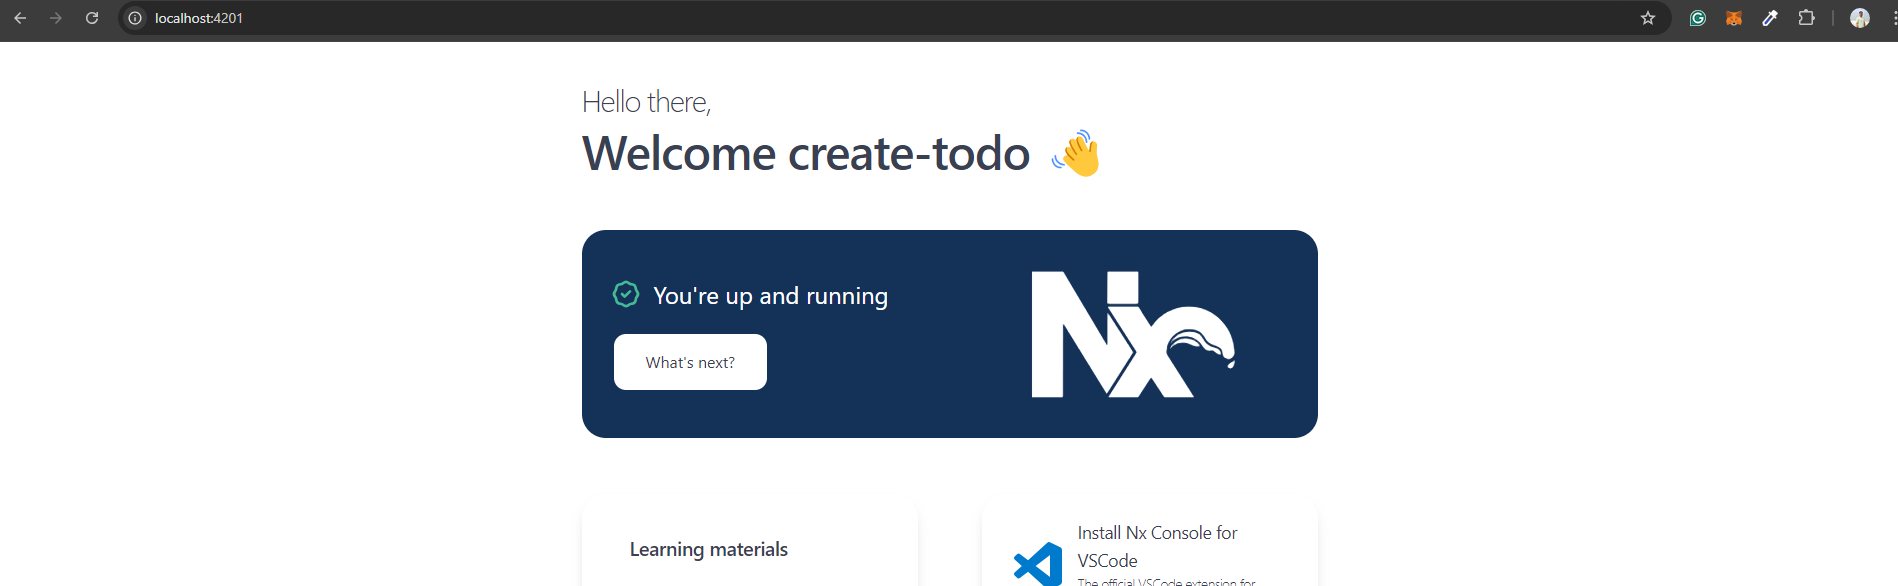 localhost:4201
Hello there,
Welcome create-todo 👋
You're up and running
Nx
What's next?
Learning materials
Install Nx Console for
VSCode
The official VSCode extension for